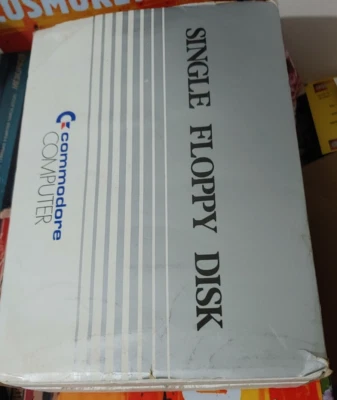 SINGLE FLOPPY DISK
commodore
COMPUTER